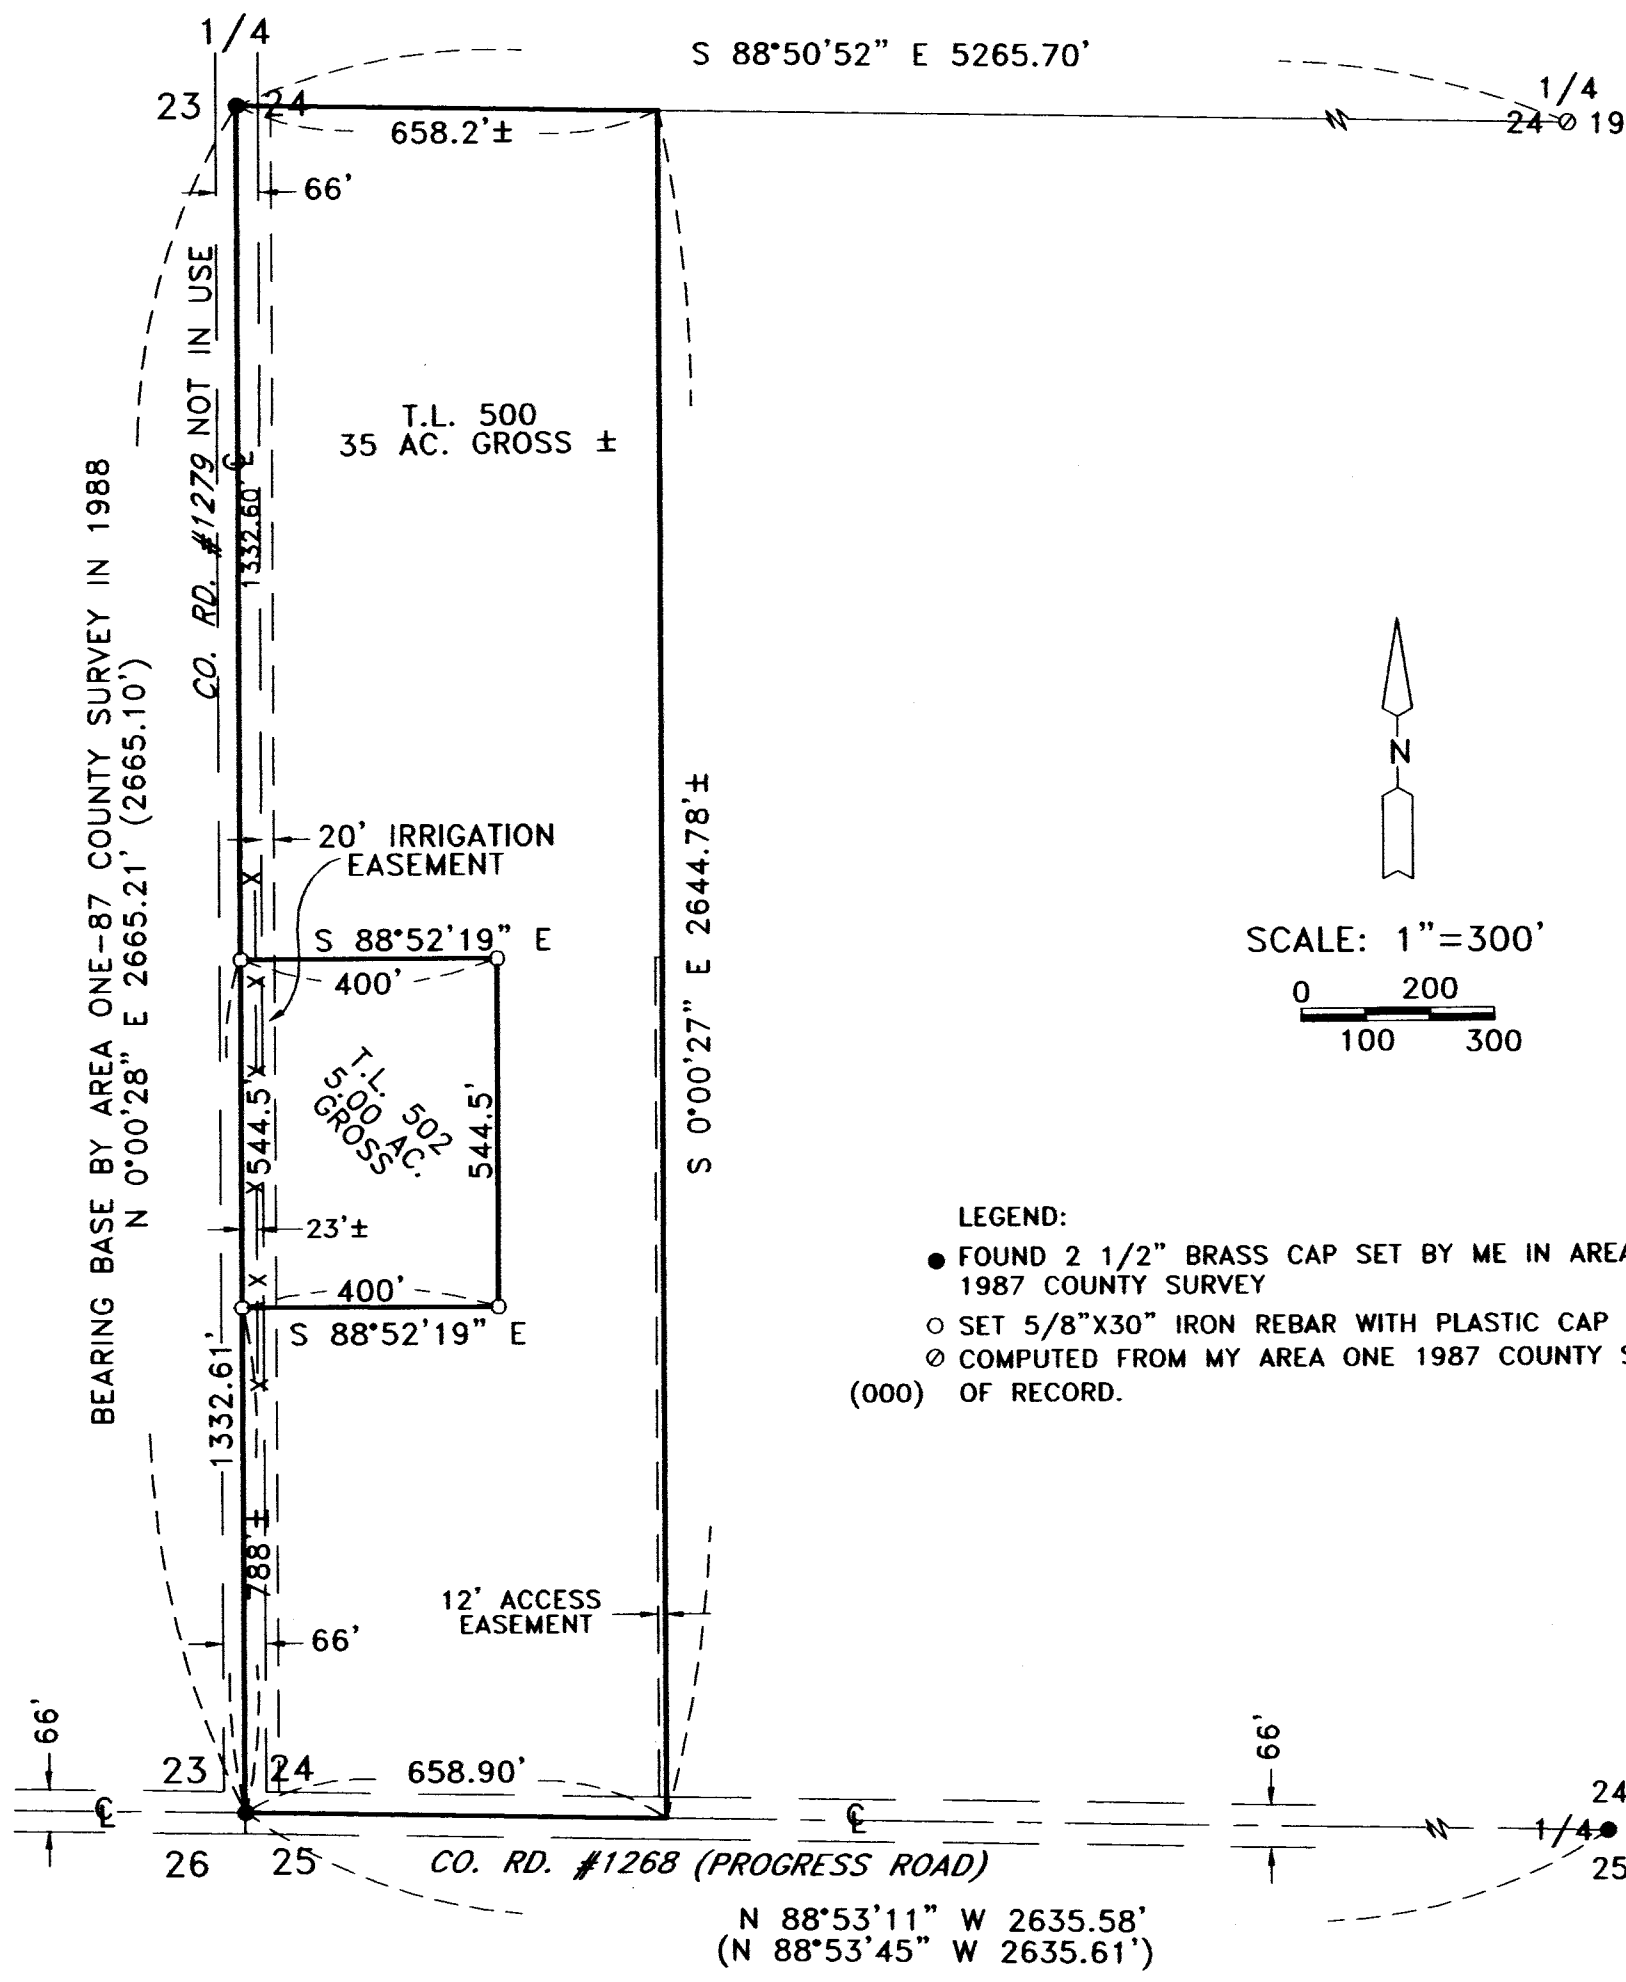 1/4
S 88°50'52" E 5265.70'
1/4
23 24
658.2'±
24 19
66'
CO. RD. #1279 NOT IN USE
T.L. 500
35 AC. GROSS ±
℄
1332.60'
BEARING BASE BY AREA ONE-87 COUNTY SURVEY IN 1988
N 0°00'28" E 2665.21' (2665.10')
S 0°00'27" E 2644.78'±
N
20' IRRIGATION
EASEMENT
X
S 88°52'19" E
400'
X
SCALE: 1"=300'
0 200
100 300
T.L. 502
5.00 AC.
GROSS
X
544.5'
544.5'
X
23'±
LEGEND:
FOUND 2 1/2" BRASS CAP SET BY ME IN AREA
1987 COUNTY SURVEY
SET 5/8"X30" IRON REBAR WITH PLASTIC CAP
COMPUTED FROM MY AREA ONE 1987 COUNTY S
(000) OF RECORD.
X
400'
S 88°52'19" E
X
1332.61'
788'±
12' ACCESS
EASEMENT
66'
66'
66'
23 24
658.90'
24
℄
℄
1/4
26 25
CO. RD. #1268 (PROGRESS ROAD)
25
N 88°53'11" W 2635.58'
(N 88°53'45" W 2635.61')